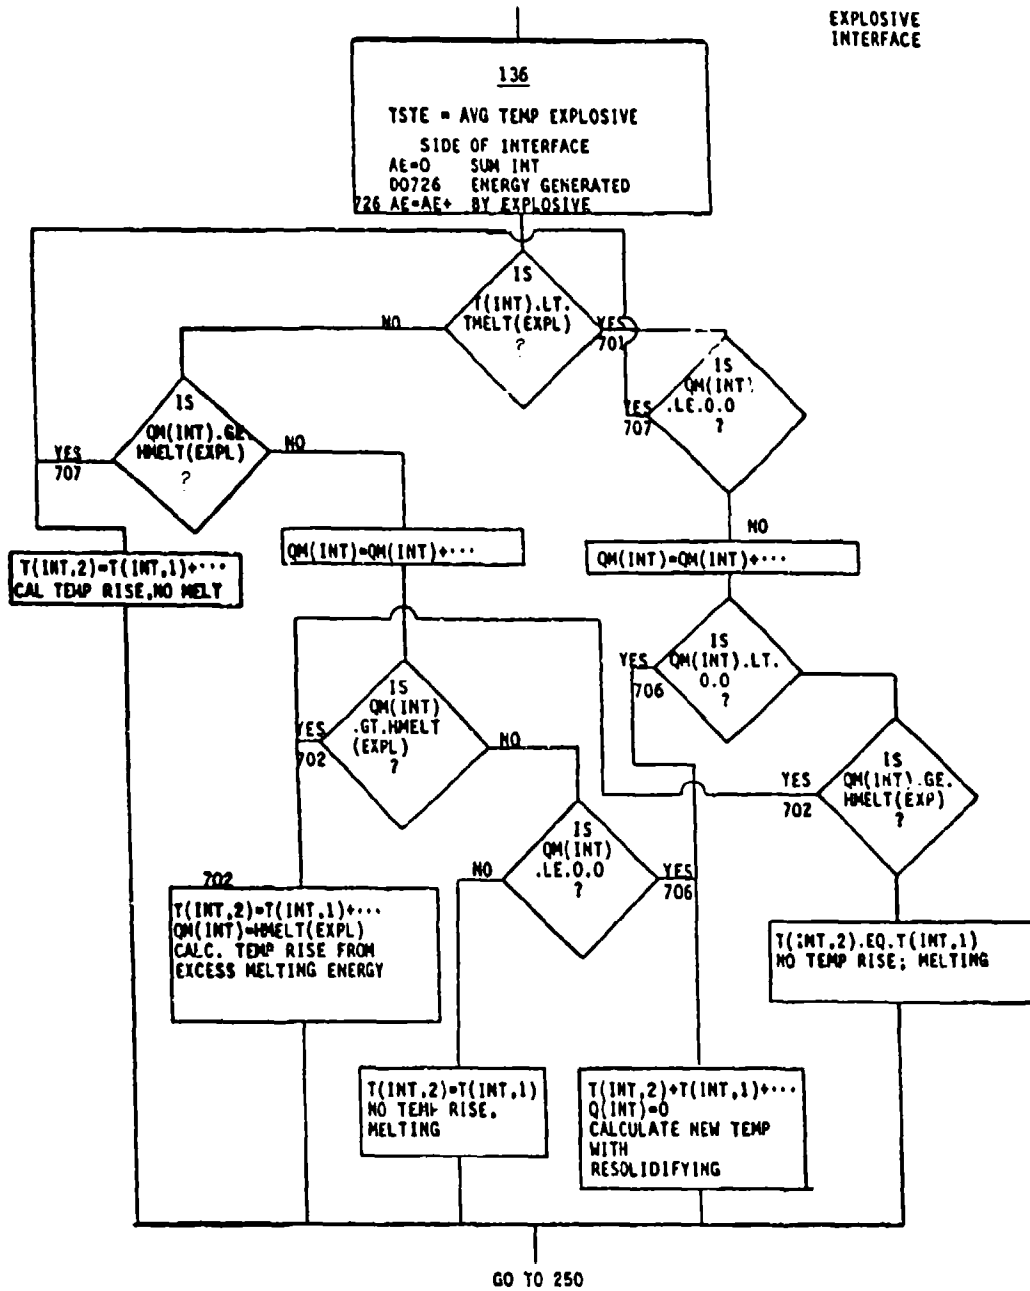 EXPLOSIVE
INTERFACE
136
TSTE = AVG TEMP EXPLOSIVE
SIDE OF INTERFACE
AE=0 SUM INT
DO726 ENERGY GENERATED
726 AE=AE+ BY EXPLOSIVE
IS
T(INT).LT.
TMELT(EXPL)
?
NO
YES
701
IS
QM(INT)
.LE.0.0
?
YES
707
NO
IS
QM(INT).GE.
HMELT(EXPL)
?
YES
707
NO
T(INT,2)=T(INT,1)+···
CAL TEMP RISE,NO MELT
QM(INT)=QM(INT)+···
QM(INT)=QM(INT)+···
IS
QM(INT).LT.
0.0
?
YES
706
IS
QM(INT)
.GT.HMELT
(EXPL)
?
YES
702
NO
IS
QM(INT).GE.
HMELT(EXP)
?
YES
702
IS
QM(INT)
.LE.0.0
?
NO
YES
706
702
T(INT,2)=T(INT,1)+···
QM(INT)=HMELT(EXPL)
CALC. TEMP RISE FROM
EXCESS MELTING ENERGY
T(INT,2).EQ.T(INT,1)
NO TEMP RISE; MELTING
T(INT,2)=T(INT,1)
NO TEMP RISE,
MELTING
T(INT,2)+T(INT,1)+···
Q(INT)=0
CALCULATE NEW TEMP
WITH
RESOLIDIFYING
GO TO 250